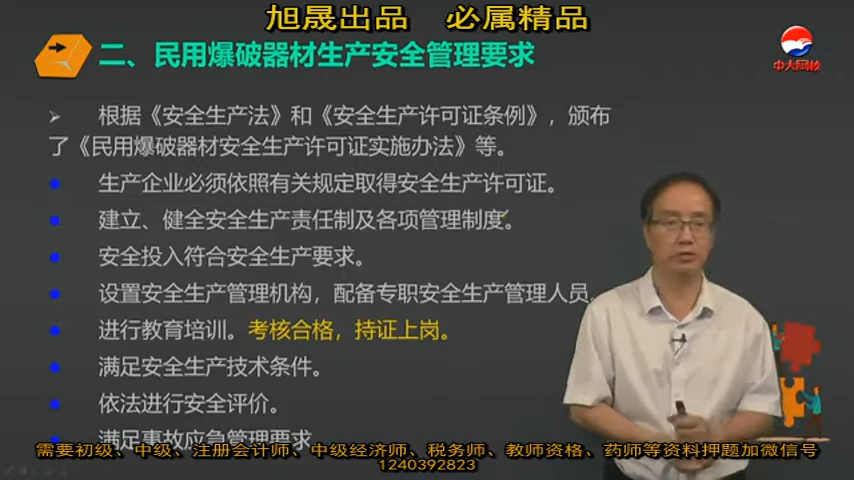 旭晟出品 必属精品
二、民用爆破器材生产安全管理要求
中大网校
根据《安全生产法》和《安全生产许可证条例》，颁布
了《民用爆破器材安全生产许可证实施办法》等。
生产企业必须依照有关规定取得安全生产许可证。
建立、健全安全生产责任制及各项管理制度。
安全投入符合安全生产要求。
设置安全生产管理机构，配备专职安全生产管理人员.
进行教育培训。考核合格，持证上岗。
满足安全生产技术条件。
依法进行安全评价。
满足事故应急管理要求
需要初级、中级、注册会计师、中级经济师、税务师、教师资格、药师等资料押题加微信号
1240392823